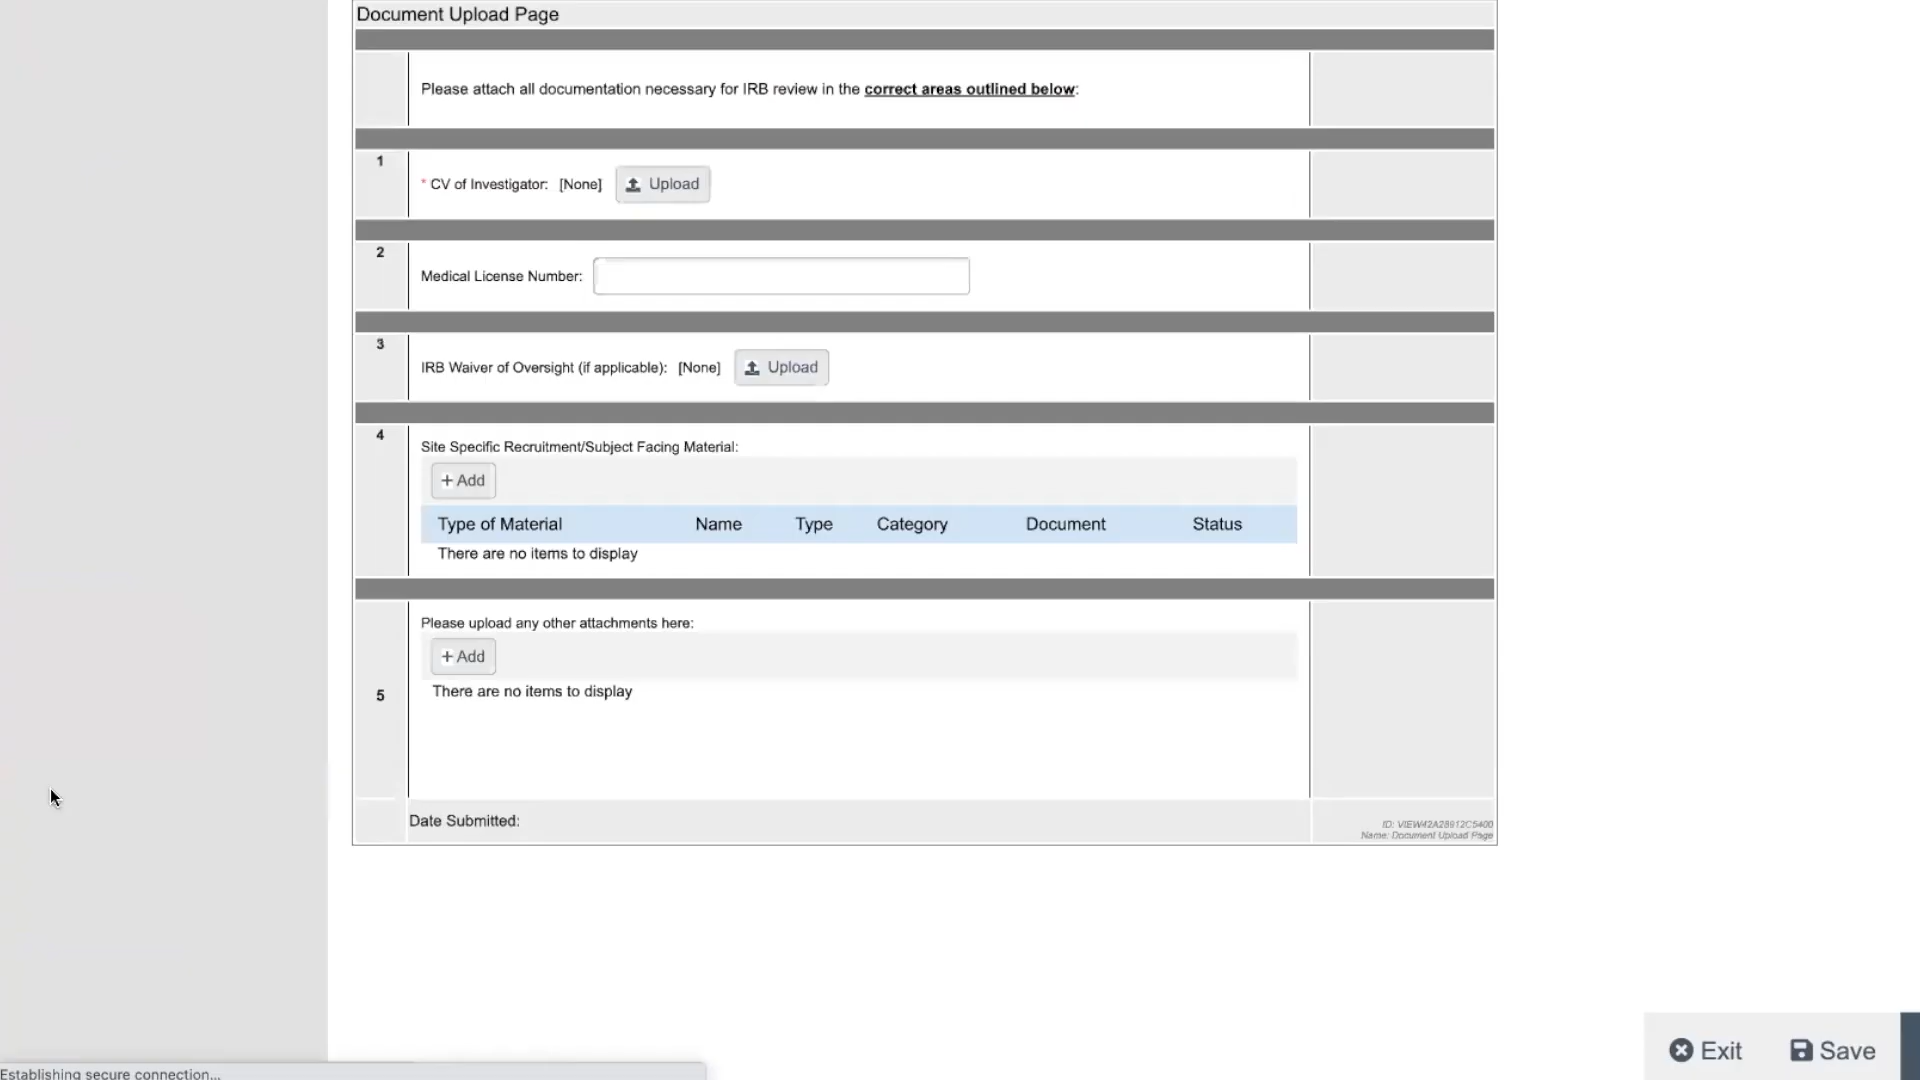 Document Upload Page
Please attach all documentation necessary for IRB review in the correct areas outlined below:
1
* CV of Investigator: [None] Upload
2
Medical License Number:
3
IRB Waiver of Oversight (if applicable): [None] Upload
4
Site Specific Recruitment/Subject Facing Material:
+ Add
Type of Material Name Type Category Document Status
There are no items to display
Please upload any other attachments here:
+ Add
There are no items to display
5
Date Submitted:
ID: VIEW42A28912C5400
Name: Document Upload Page
Exit Save
Establishing secure connection...